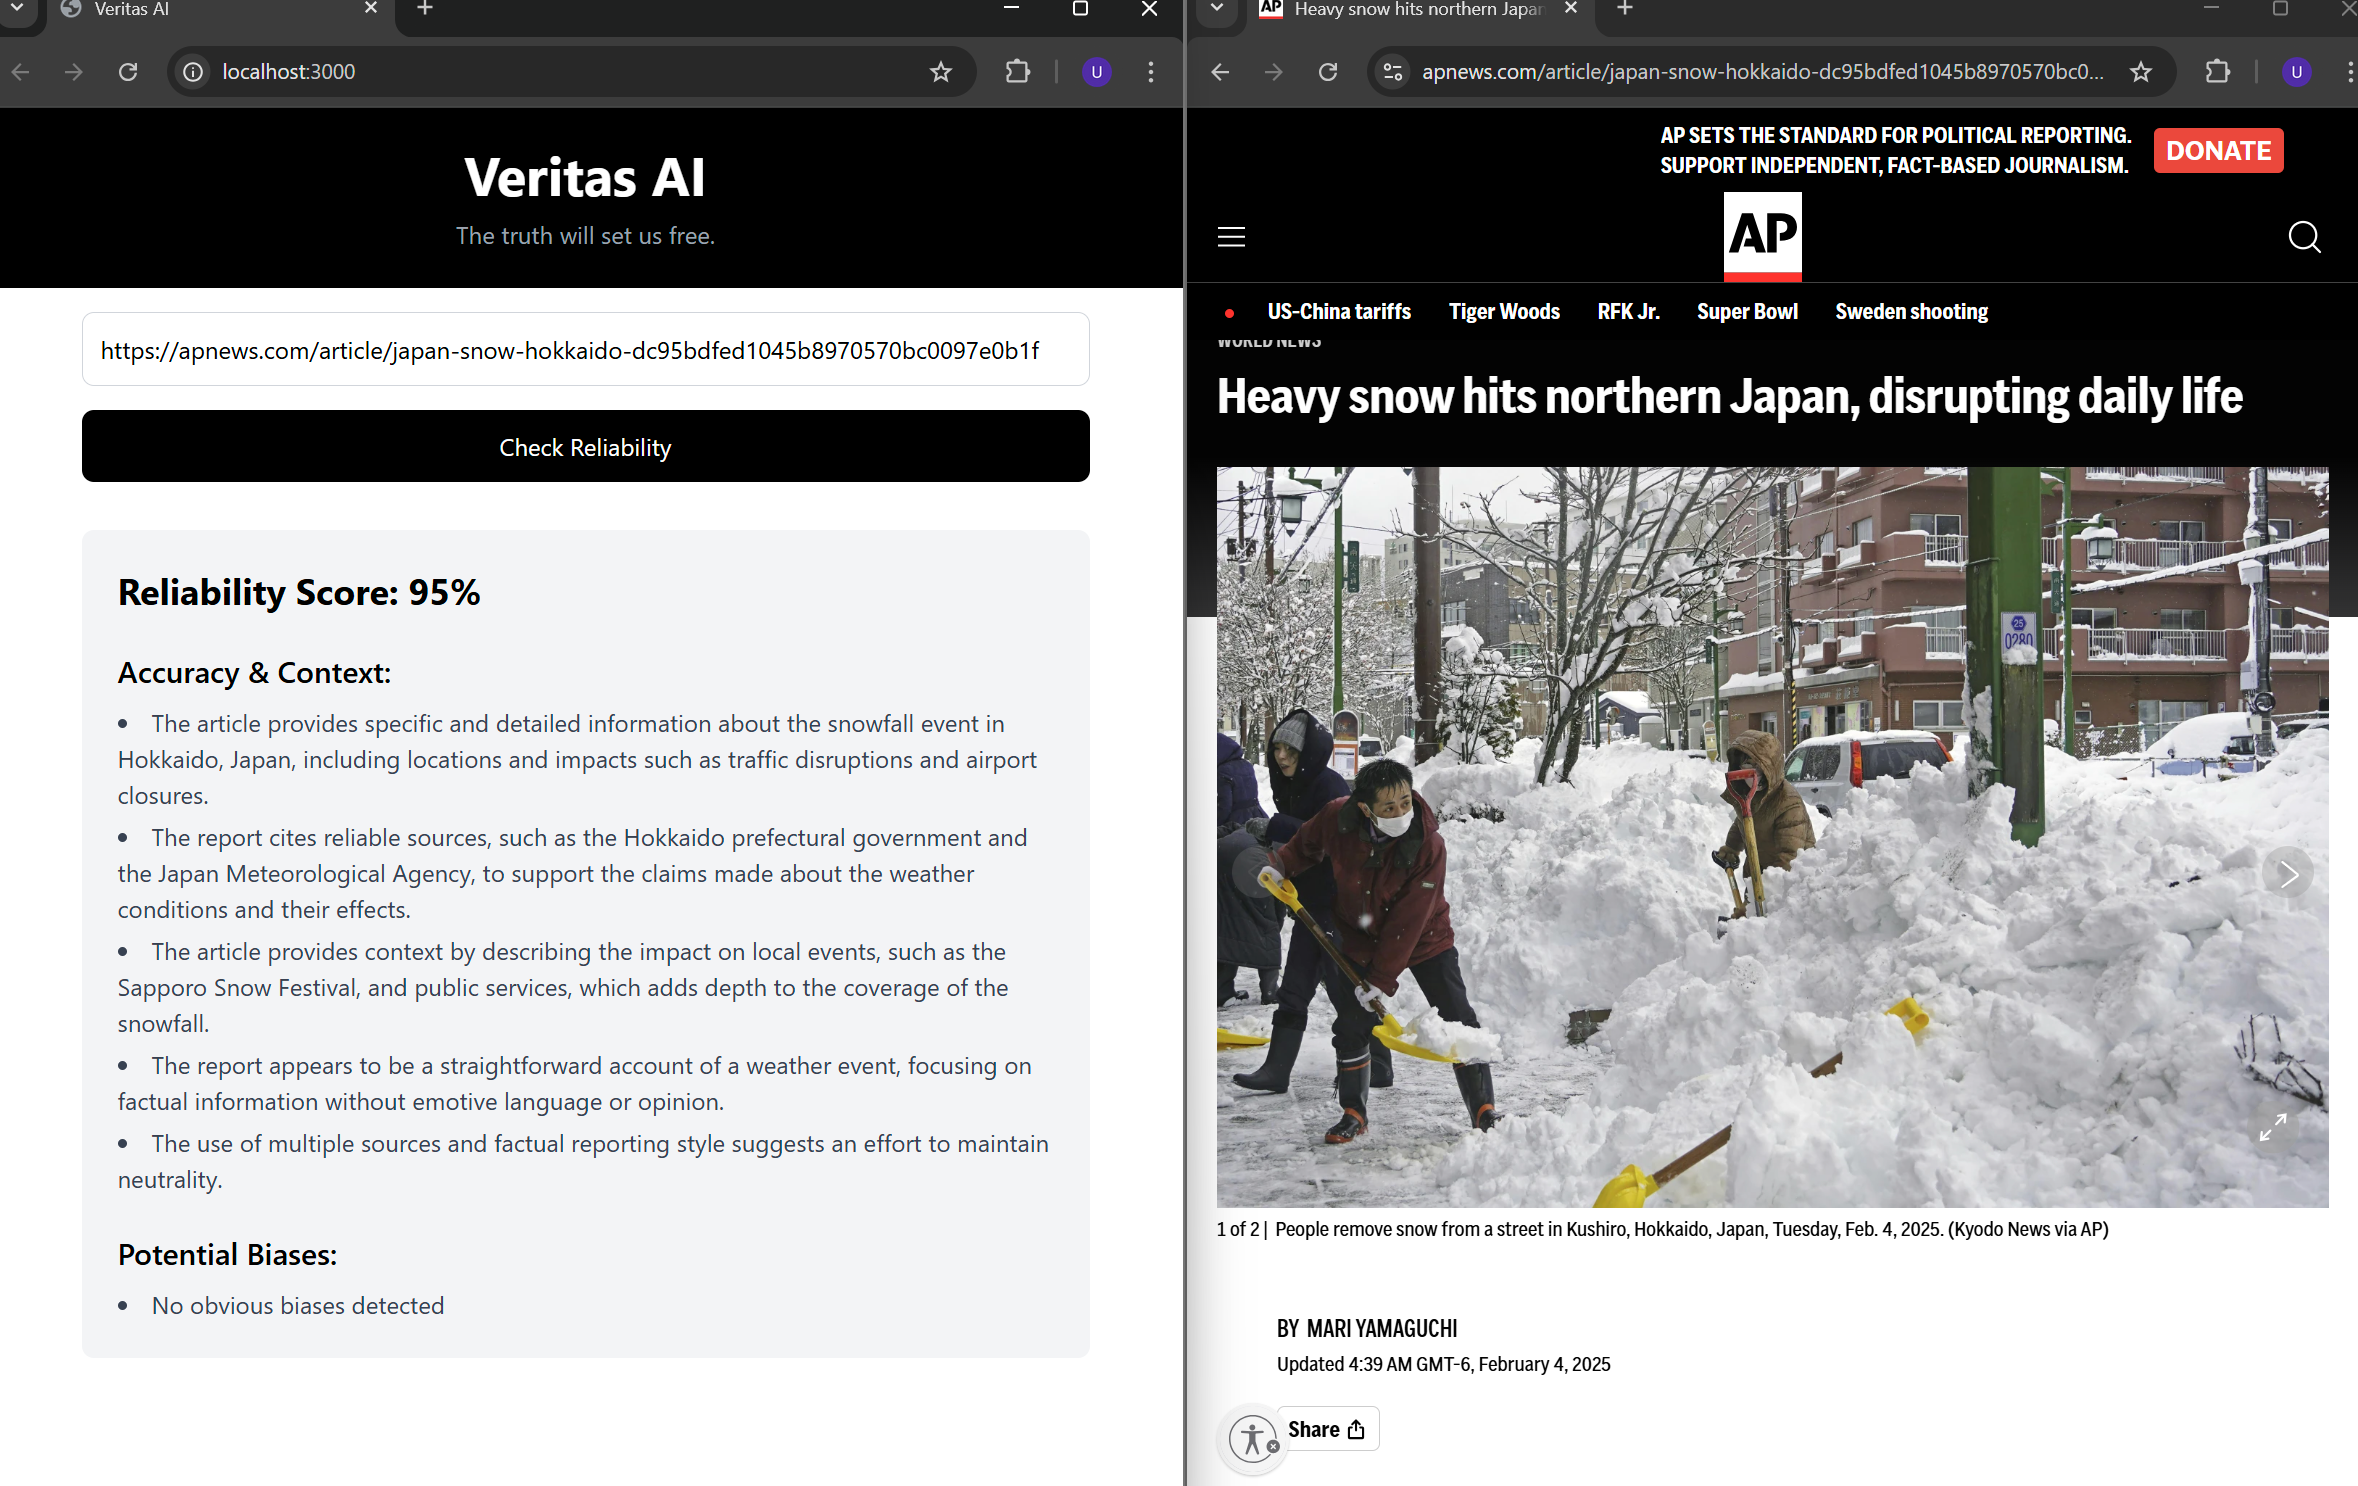 Veritas AI
localhost:3000
U
Veritas AI
The truth will set us free.
https://apnews.com/article/japan-snow-hokkaido-dc95bdfed1045b8970570bc0097e0b1f
Check Reliability
Reliability Score: 95%
Accuracy & Context:
• The article provides specific and detailed information about the snowfall event in
Hokkaido, Japan, including locations and impacts such as traffic disruptions and airport
closures.
• The report cites reliable sources, such as the Hokkaido prefectural government and
the Japan Meteorological Agency, to support the claims made about the weather
conditions and their effects.
• The article provides context by describing the impact on local events, such as the
Sapporo Snow Festival, and public services, which adds depth to the coverage of the
snowfall.
• The report appears to be a straightforward account of a weather event, focusing on
factual information without emotive language or opinion.
• The use of multiple sources and factual reporting style suggests an effort to maintain
neutrality.
Potential Biases:
• No obvious biases detected
AP Heavy snow hits northern Japan
apnews.com/article/japan-snow-hokkaido-dc95bdfed1045b8970570bc0...
U
AP SETS THE STANDARD FOR POLITICAL REPORTING.
SUPPORT INDEPENDENT, FACT-BASED JOURNALISM.
DONATE
AP
US-China tariffs Tiger Woods RFK Jr. Super Bowl Sweden shooting
WORLD NEWS
Heavy snow hits northern Japan, disrupting daily life
25
0280
1 of 2 | People remove snow from a street in Kushiro, Hokkaido, Japan, Tuesday, Feb. 4, 2025. (Kyodo News via AP)
BY MARI YAMAGUCHI
Updated 4:39 AM GMT-6, February 4, 2025
Share